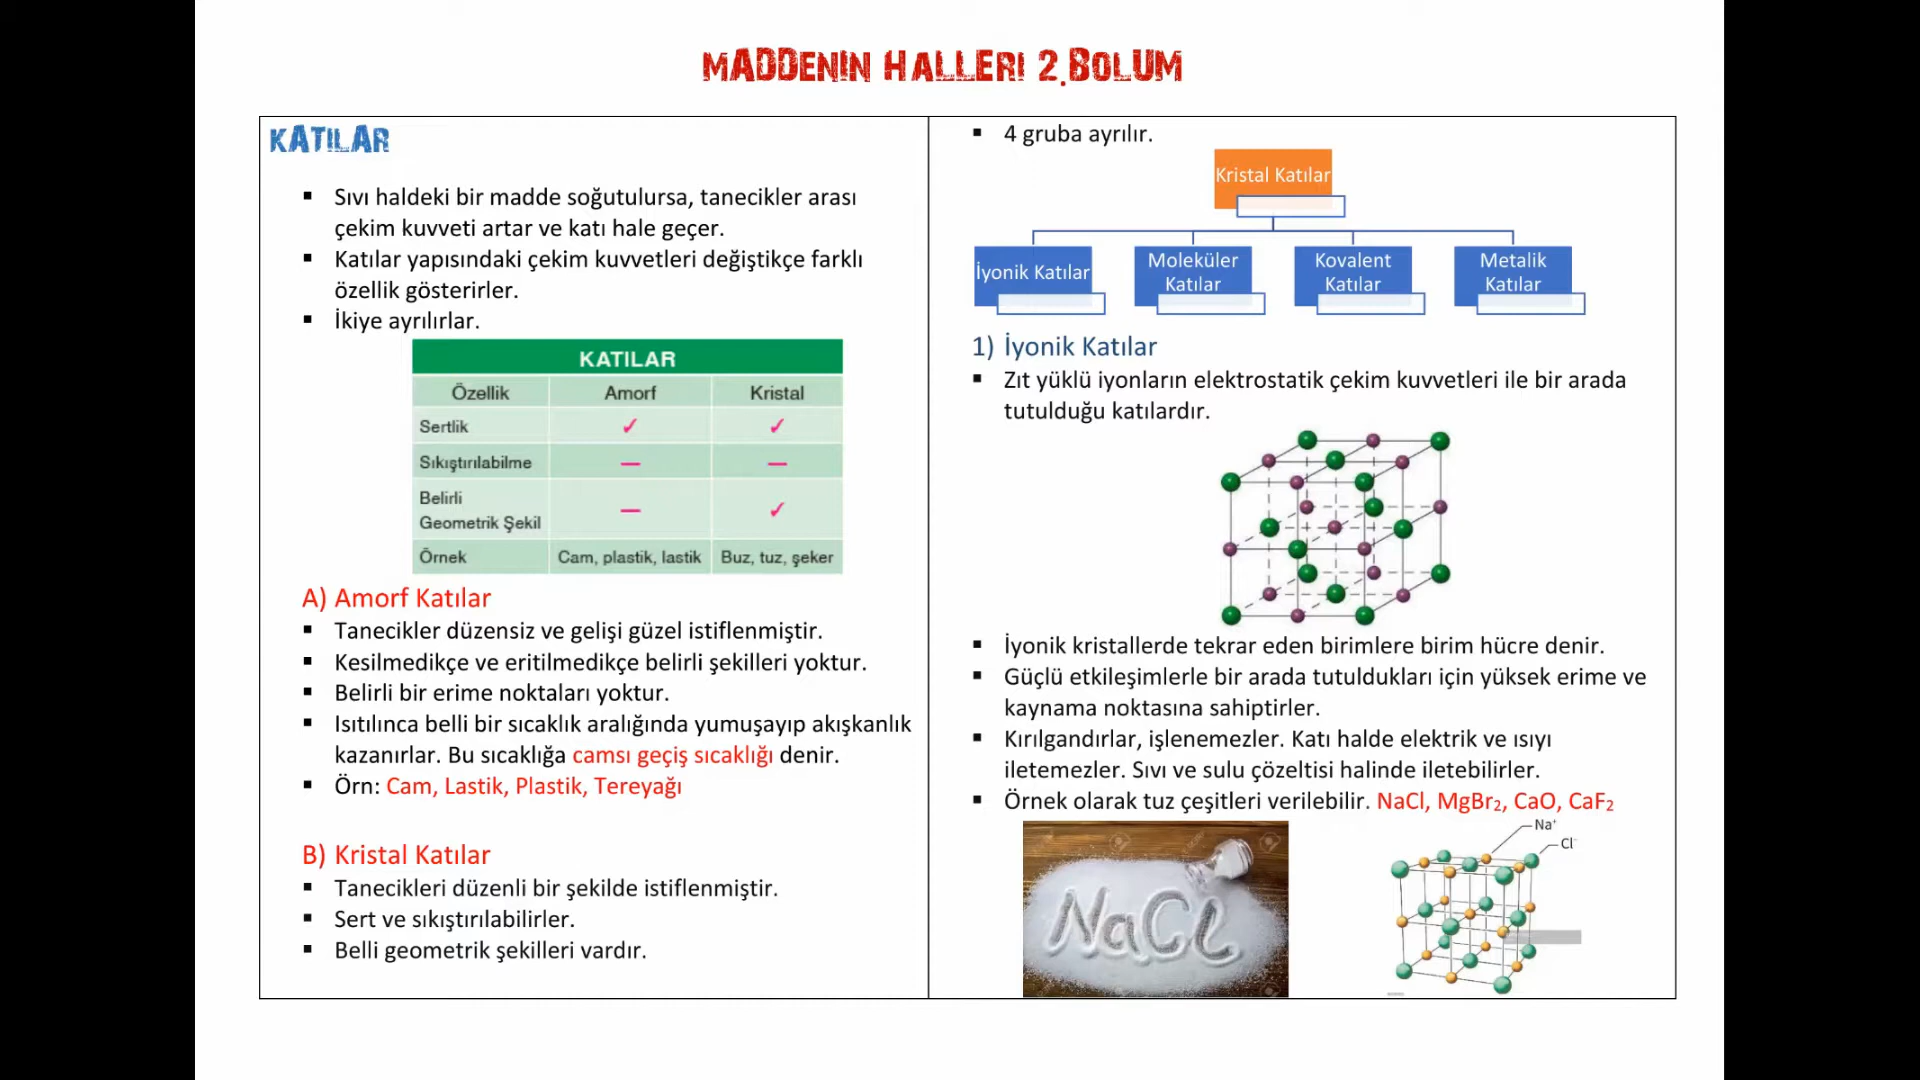 MADDENIN HALLERI 2.BOLUM
KATILAR
▪ Sıvı haldeki bir madde soğutulursa, tanecikler arası
çekim kuvveti artar ve katı hale geçer.
▪ Katılar yapısındaki çekim kuvvetleri değiştikçe farklı
özellik gösterirler.
▪ İkiye ayrılırlar.
KATILAR
Özellik Amorf Kristal
Sertlik ✓ ✓
Sıkıştırılabilme — —
Belirli
Geometrik Şekil — ✓
Örnek Cam, plastik, lastik Buz, tuz, şeker
A) Amorf Katılar
▪ Tanecikler düzensiz ve gelişi güzel istiflenmiştir.
▪ Kesilmedikçe ve eritilmedikçe belirli şekilleri yoktur.
▪ Belirli bir erime noktaları yoktur.
▪ Isıtılınca belli bir sıcaklık aralığında yumuşayıp akışkanlık
kazanırlar. Bu sıcaklığa camsı geçiş sıcaklığı denir.
▪ Örn: Cam, Lastik, Plastik, Tereyağı
B) Kristal Katılar
▪ Tanecikleri düzenli bir şekilde istiflenmiştir.
▪ Sert ve sıkıştırılabilirler.
▪ Belli geometrik şekilleri vardır.
▪ 4 gruba ayrılır.
Kristal Katılar
İyonik Katılar
Moleküler
Katılar
Kovalent
Katılar
Metalik
Katılar
1) İyonik Katılar
▪ Zıt yüklü iyonların elektrostatik çekim kuvvetleri ile bir arada
tutulduğu katılardır.
▪ İyonik kristallerde tekrar eden birimlere birim hücre denir.
▪ Güçlü etkileşimlerle bir arada tutuldukları için yüksek erime ve
kaynama noktasına sahiptirler.
▪ Kırılgandırlar, işlenemezler. Katı halde elektrik ve ısıyı
iletemezler. Sıvı ve sulu çözeltisi halinde iletebilirler.
▪ Örnek olarak tuz çeşitleri verilebilir. NaCl, MgBr₂, CaO, CaF₂
NaCl
Na⁺
Cl⁻